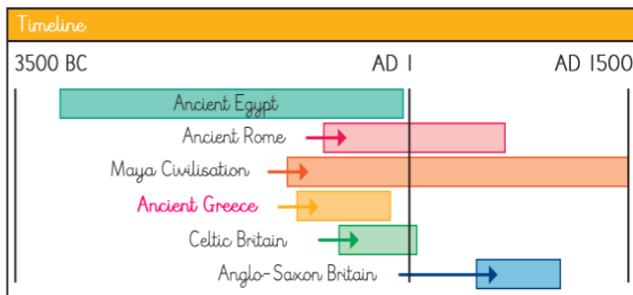 Timeline
3500 BC AD 1 AD 1500
Ancient Egypt
Ancient Rome
Maya Civilisation
Ancient Greece
Celtic Britain
Anglo-Saxon Britain